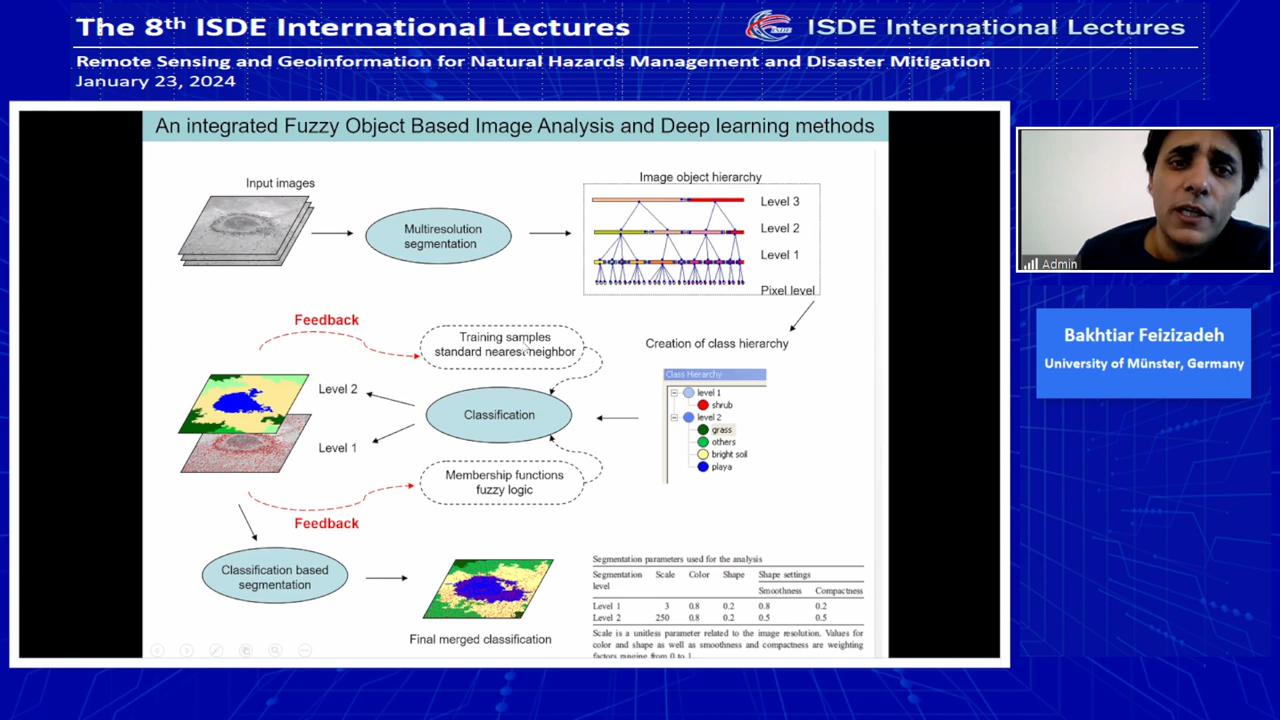 The 8th ISDE International Lectures
ISDE
ISDE International Lectures
Remote Sensing and Geoinformation for Natural Hazards Management and Disaster Mitigation
January 23, 2024
An integrated Fuzzy Object Based Image Analysis and Deep learning methods
Input images
Multiresolution
segmentation
Image object hierarchy
Level 3
Level 2
Level 1
Pixel level
Admin
Bakhtiar Feizizadeh
University of Münster, Germany
Feedback
Training samples
standard nearest neighbor
Creation of class hierarchy
Level 2
Level 1
Classification
Class Hierarchy
level 1
shrub
level 2
grass
others
bright soil
playa
Membership functions
fuzzy logic
Feedback
Classification based
segmentation
Final merged classification
Segmentation parameters used for the analysis
Segmentation level Scale Color Shape Shape settings
Smoothness Compactness
Level 1 3 0.8 0.2 0.8 0.2
Level 2 250 0.8 0.2 0.5 0.5
Scale is a unitless parameter related to the image resolution. Values for
color and shape as well as smoothness and compactness are weighting
factors ranging from 0 to 1.